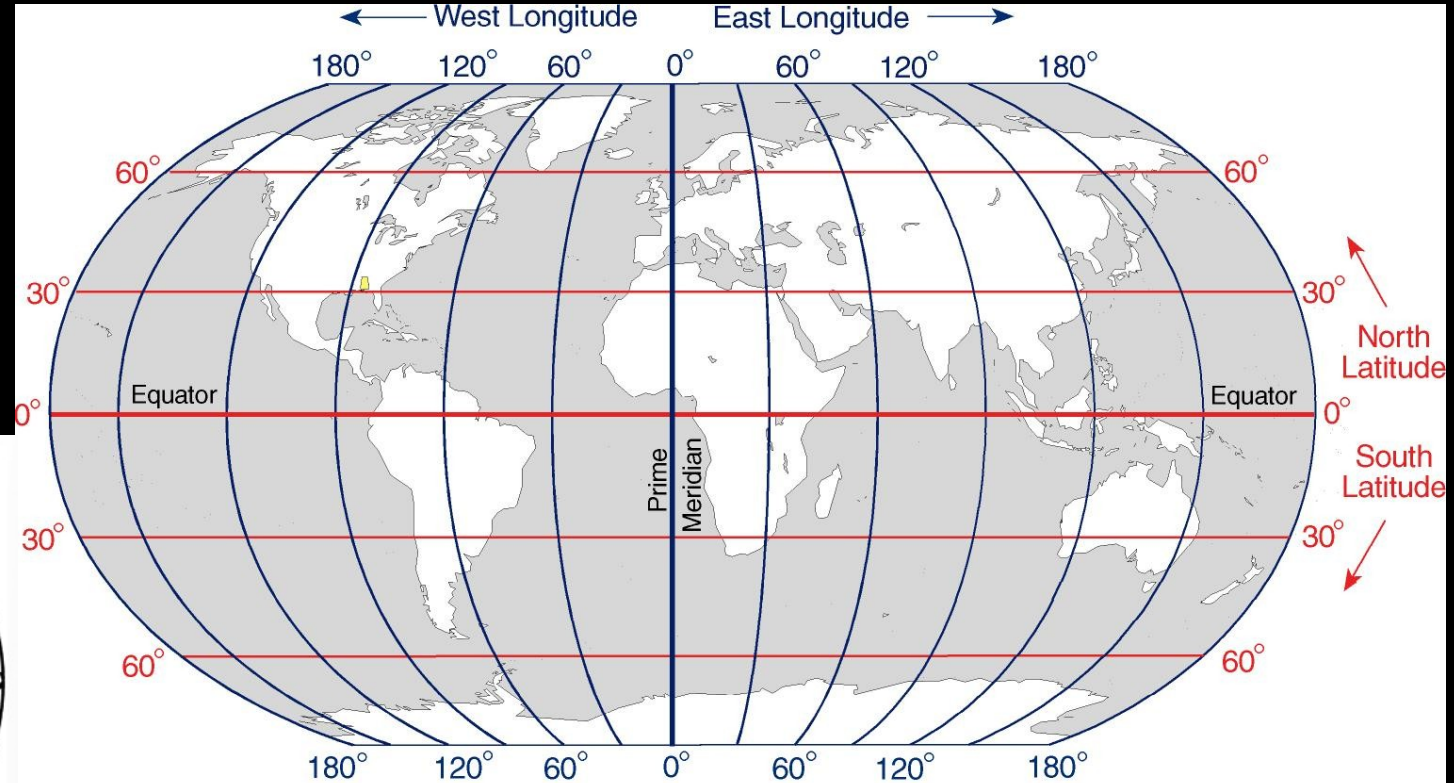 West Longitude East Longitude
180° 120° 60° 0° 60° 120° 180°
60° 60°
30° 30°
North
Latitude
Equator Equator
0° 0°
Prime
Meridian
South
Latitude
30° 30°
60° 60°
180° 120° 60° 0° 60° 120° 180°